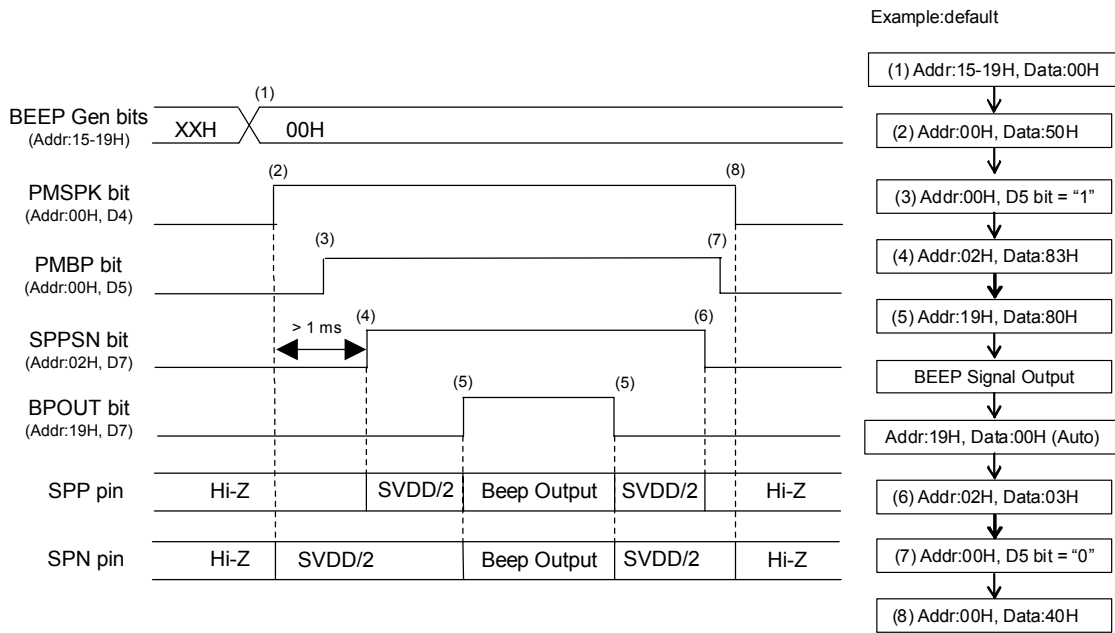 Example:default
(1) Addr:15-19H, Data:00H
(2) Addr:00H, Data:50H
(3) Addr:00H, D5 bit = “1”
(4) Addr:02H, Data:83H
(5) Addr:19H, Data:80H
BEEP Signal Output
Addr:19H, Data:00H (Auto)
(6) Addr:02H, Data:03H
(7) Addr:00H, D5 bit = “0”
(8) Addr:00H, Data:40H
(1)
BEEP Gen bits
(Addr:15-19H)
XXH 00H
(2) (8)
PMSPK bit
(Addr:00H, D4)
(3) (7)
PMBP bit
(Addr:00H, D5)
> 1 ms (4) (6)
SPPSN bit
(Addr:02H, D7)
(5) (5)
BPOUT bit
(Addr:19H, D7)
SPP pin Hi-Z SVDD/2 Beep Output SVDD/2 Hi-Z
SPN pin Hi-Z SVDD/2 Beep Output SVDD/2 Hi-Z